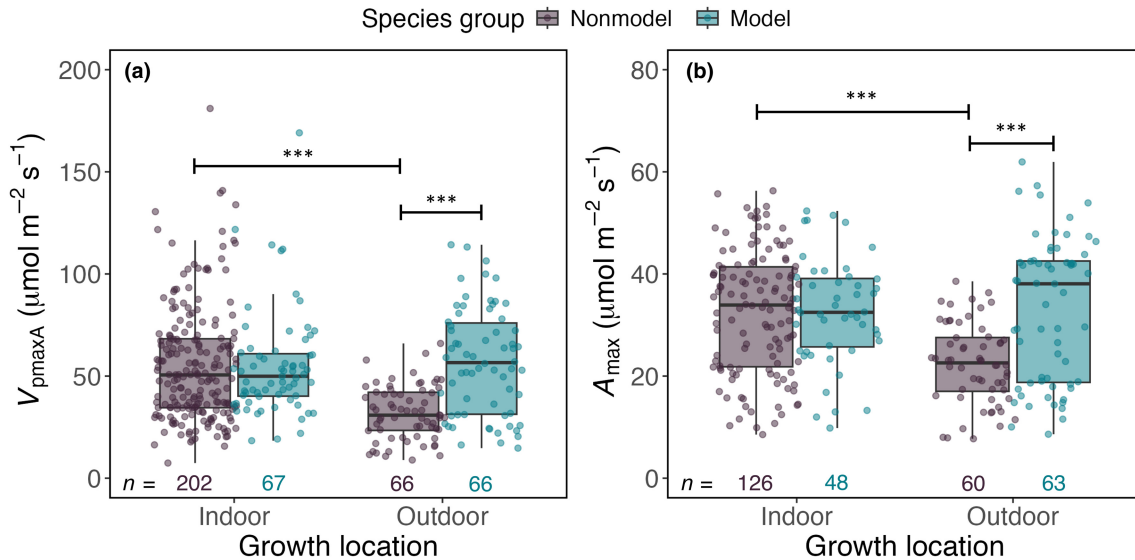 Species group Nonmodel Model
(a)
200
150
100
50
0
VpmaxA (μmol m−2 s−1)
***
***
n = 202 67 66 66
Indoor Outdoor
Growth location
(b)
80
60
40
20
0
Amax (μmol m−2 s−1)
***
***
n = 126 48 60 63
Indoor Outdoor
Growth location